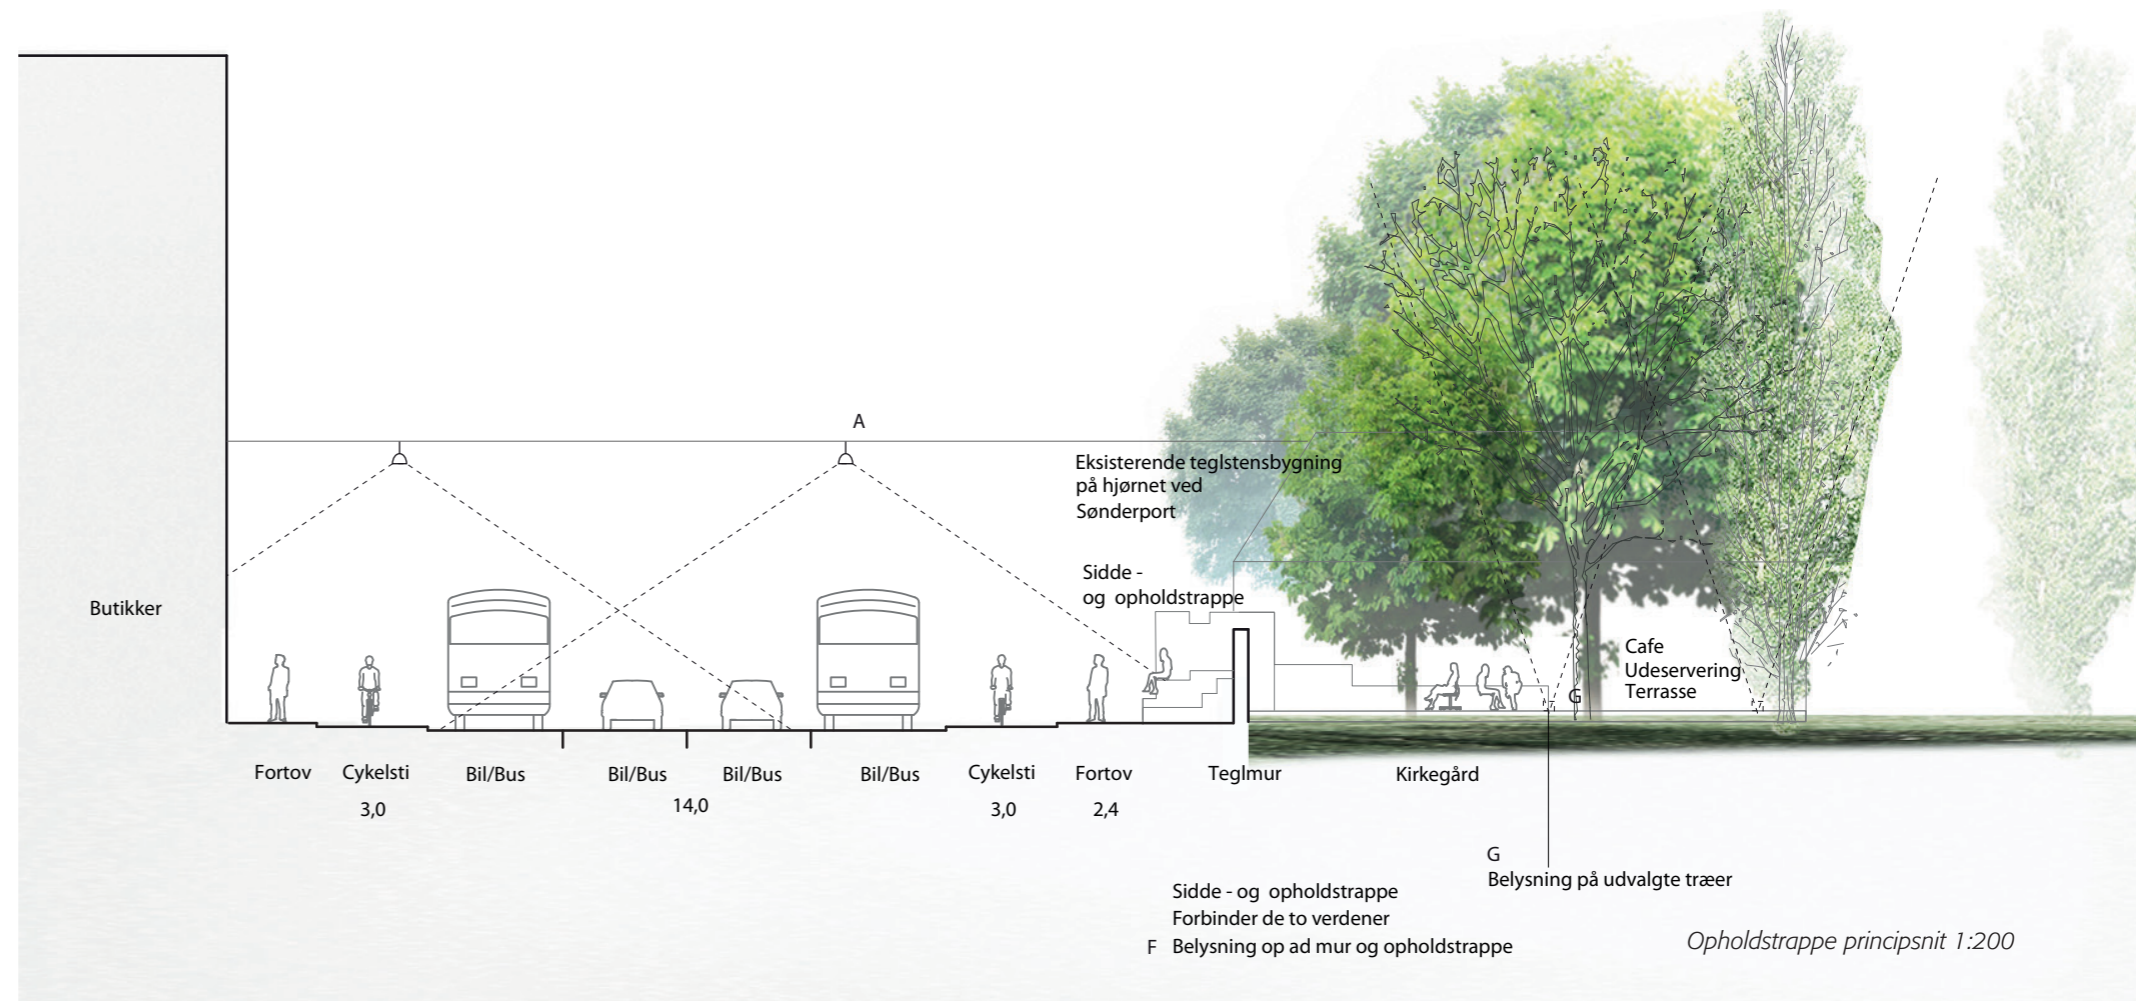 A
Eksisterende teglstensbygning
på hjørnet ved
Sønderport
Sidde -
og opholdstrappe
Butikker
Cafe
Udeservering
Terrasse
G
Fortov Cykelsti Bil/Bus Bil/Bus Bil/Bus Bil/Bus Cykelsti Fortov Teglmur Kirkegård
3,0 14,0 3,0 2,4
G
Belysning på udvalgte træer
Sidde - og opholdstrappe
Forbinder de to verdener
F Belysning op ad mur og opholdstrappe
Opholdstrappe principsnit 1:200